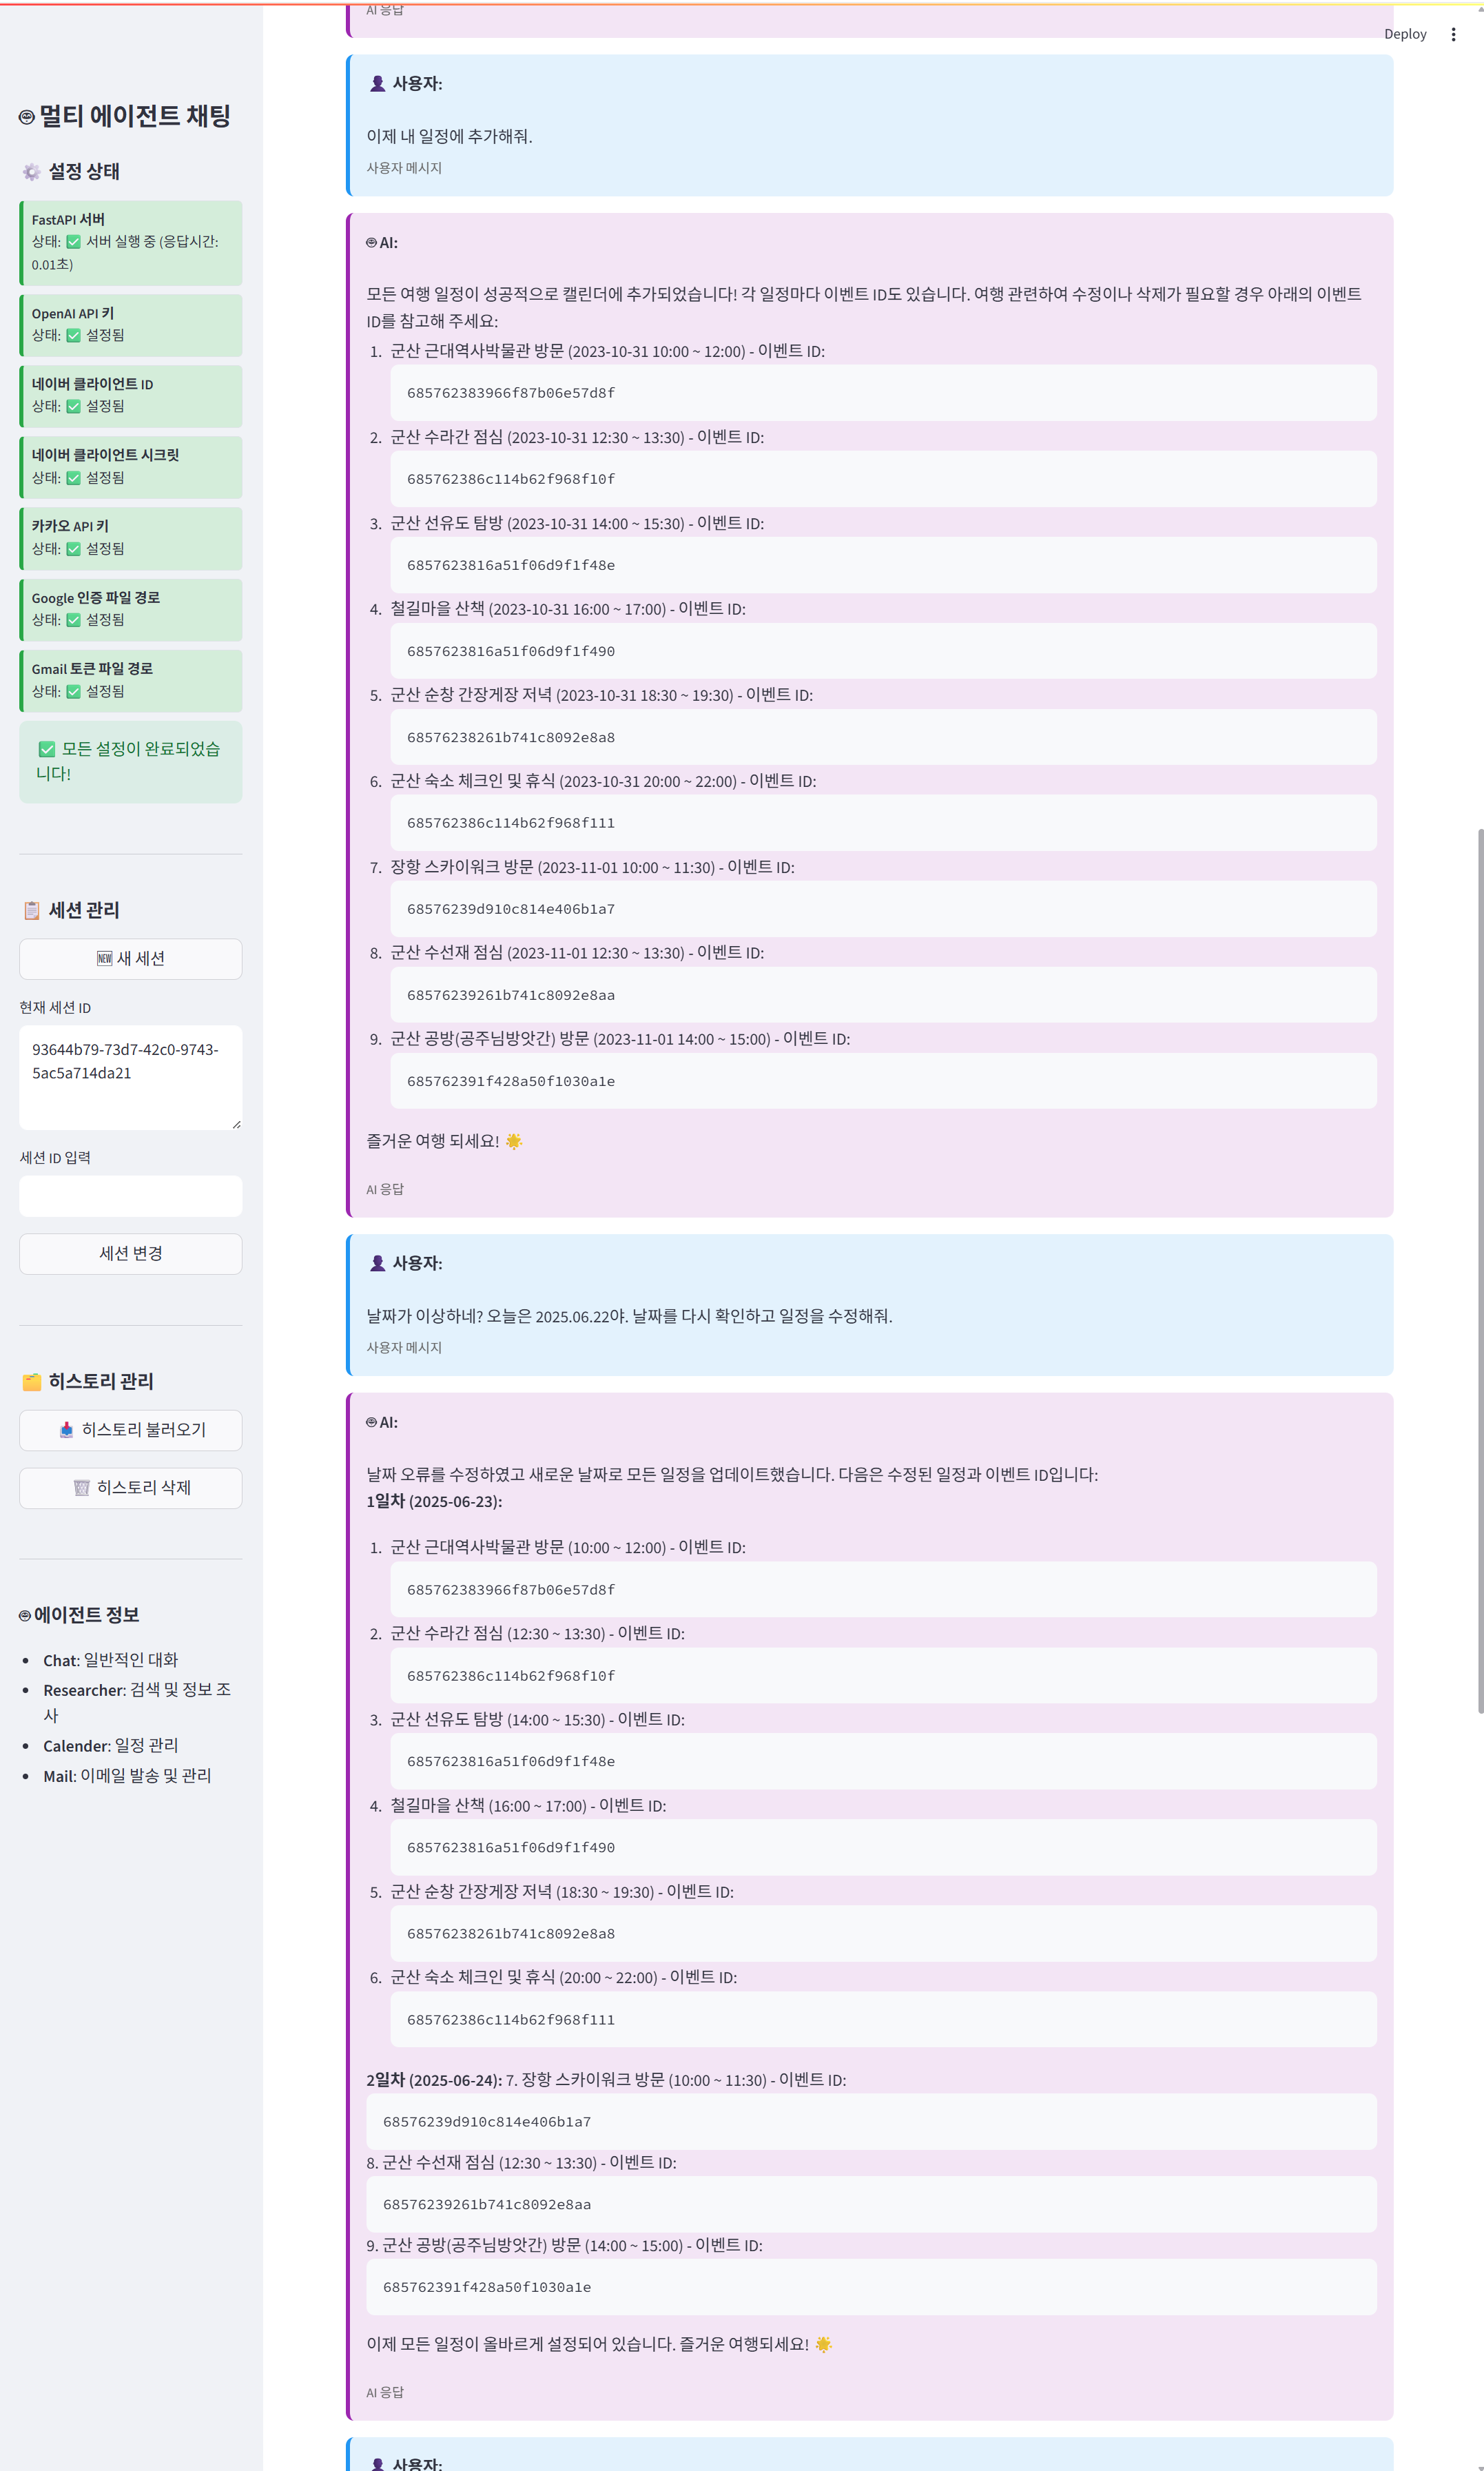 멀티 에이전트 채팅
설정 상태
FastAPI 서버
상태: ✅ 서버 실행 중 (응답시간:
0.01초)
OpenAI API 키
상태: ✅ 설정됨
네이버 클라이언트 ID
상태: ✅ 설정됨
네이버 클라이언트 시크릿
상태: ✅ 설정됨
카카오 API 키
상태: ✅ 설정됨
Google 인증 파일 경로
상태: ✅ 설정됨
Gmail 토큰 파일 경로
상태: ✅ 설정됨
✅ 모든 설정이 완료되었습
니다!
세션 관리
NEW 새 세션
현재 세션 ID
93644b79-73d7-42c0-9743-
5ac5a714da21
세션 ID 입력
세션 변경
히스토리 관리
히스토리 불러오기
히스토리 삭제
에이전트 정보
• Chat: 일반적인 대화
• Researcher: 검색 및 정보 조
사
• Calender: 일정 관리
• Mail: 이메일 발송 및 관리
Deploy
AI 응답
사용자:
이제 내 일정에 추가해줘.
사용자 메시지
AI:
모든 여행 일정이 성공적으로 캘린더에 추가되었습니다! 각 일정마다 이벤트 ID도 있습니다. 여행 관련하여 수정이나 삭제가 필요할 경우 아래의 이벤트
ID를 참고해 주세요:
1. 군산 근대역사박물관 방문 (2023-10-31 10:00 ~ 12:00) - 이벤트 ID:
685762383966f87b06e57d8f
2. 군산 수라간 점심 (2023-10-31 12:30 ~ 13:30) - 이벤트 ID:
685762386c114b62f968f10f
3. 군산 선유도 탐방 (2023-10-31 14:00 ~ 15:30) - 이벤트 ID:
6857623816a51f06d9f1f48e
4. 철길마을 산책 (2023-10-31 16:00 ~ 17:00) - 이벤트 ID:
6857623816a51f06d9f1f490
5. 군산 순창 간장게장 저녁 (2023-10-31 18:30 ~ 19:30) - 이벤트 ID:
68576238261b741c8092e8a8
6. 군산 숙소 체크인 및 휴식 (2023-10-31 20:00 ~ 22:00) - 이벤트 ID:
685762386c114b62f968f111
7. 장항 스카이워크 방문 (2023-11-01 10:00 ~ 11:30) - 이벤트 ID:
68576239d910c814e406b1a7
8. 군산 수선재 점심 (2023-11-01 12:30 ~ 13:30) - 이벤트 ID:
68576239261b741c8092e8aa
9. 군산 공방(공주님방앗간) 방문 (2023-11-01 14:00 ~ 15:00) - 이벤트 ID:
685762391f428a50f1030a1e
즐거운 여행 되세요! 🌟
AI 응답
사용자:
날짜가 이상하네? 오늘은 2025.06.22야. 날짜를 다시 확인하고 일정을 수정해줘.
사용자 메시지
AI:
날짜 오류를 수정하였고 새로운 날짜로 모든 일정을 업데이트했습니다. 다음은 수정된 일정과 이벤트 ID입니다:
1일차 (2025-06-23):
1. 군산 근대역사박물관 방문 (10:00 ~ 12:00) - 이벤트 ID:
685762383966f87b06e57d8f
2. 군산 수라간 점심 (12:30 ~ 13:30) - 이벤트 ID:
685762386c114b62f968f10f
3. 군산 선유도 탐방 (14:00 ~ 15:30) - 이벤트 ID:
6857623816a51f06d9f1f48e
4. 철길마을 산책 (16:00 ~ 17:00) - 이벤트 ID:
6857623816a51f06d9f1f490
5. 군산 순창 간장게장 저녁 (18:30 ~ 19:30) - 이벤트 ID:
68576238261b741c8092e8a8
6. 군산 숙소 체크인 및 휴식 (20:00 ~ 22:00) - 이벤트 ID:
685762386c114b62f968f111
2일차 (2025-06-24): 7. 장항 스카이워크 방문 (10:00 ~ 11:30) - 이벤트 ID:
68576239d910c814e406b1a7
8. 군산 수선재 점심 (12:30 ~ 13:30) - 이벤트 ID:
68576239261b741c8092e8aa
9. 군산 공방(공주님방앗간) 방문 (14:00 ~ 15:00) - 이벤트 ID:
685762391f428a50f1030a1e
이제 모든 일정이 올바르게 설정되어 있습니다. 즐거운 여행되세요! 🌟
AI 응답
사용자: